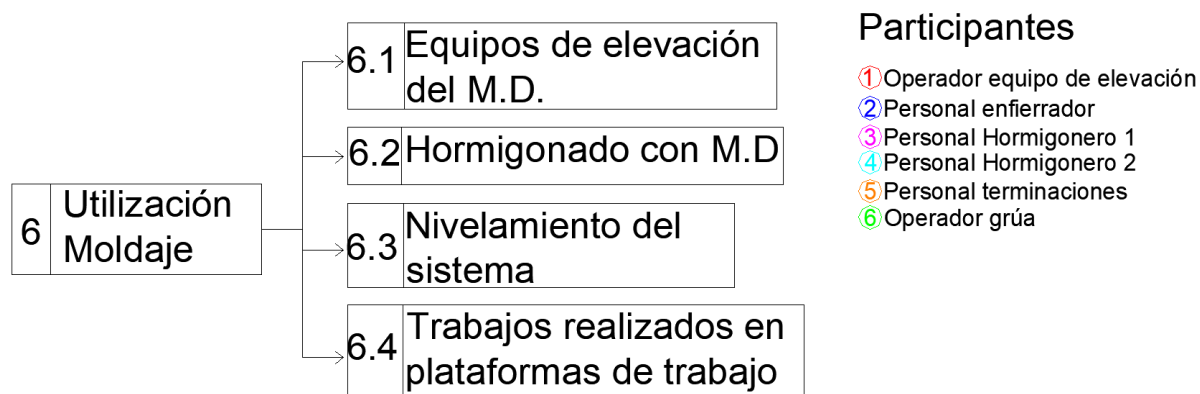 6
Utilización
Moldaje
6.1
Equipos de elevación
del M.D.
6.2
Hormigonado con M.D
6.3
Nivelamiento del
sistema
6.4
Trabajos realizados en
plataformas de trabajo
Participantes
1 Operador equipo de elevación
2 Personal enfierrador
3 Personal Hormigonero 1
4 Personal Hormigonero 2
5 Personal terminaciones
6 Operador grúa